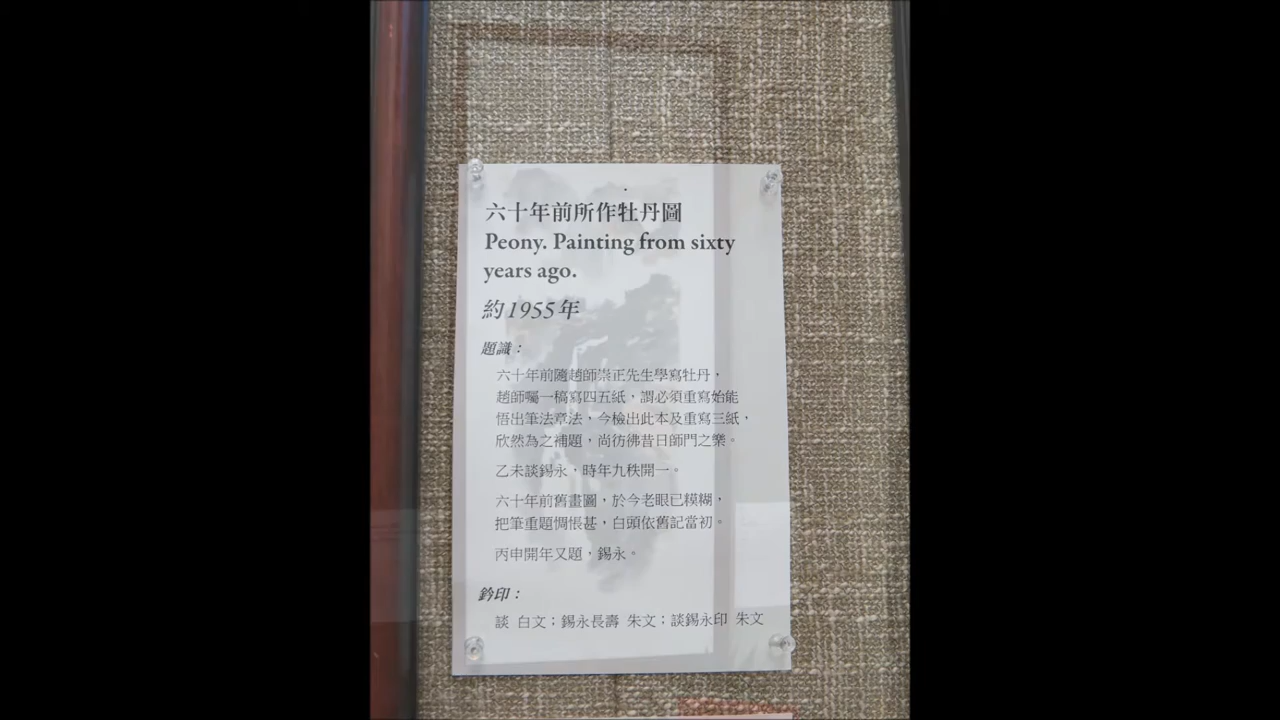 六十年前所作牡丹圖
Peony. Painting from sixty
years ago.
約1955年
題識：
六十年前隨趙師崇正先生學寫牡丹，
趙師囑一稿寫四五紙，謂必須重寫始能
悟出筆法章法，今檢出此本及重寫三紙，
欣然為之補題，尚彷彿昔日師門之樂。
乙未談錫永，時年九秩開一。
六十年前舊畫圖，於今老眼已糢糊，
把筆重題惆悵甚，白頭依舊記當初。
丙申開年又題，錫永。
鈐印：
談 白文；錫永長壽 朱文；談錫永印 朱文